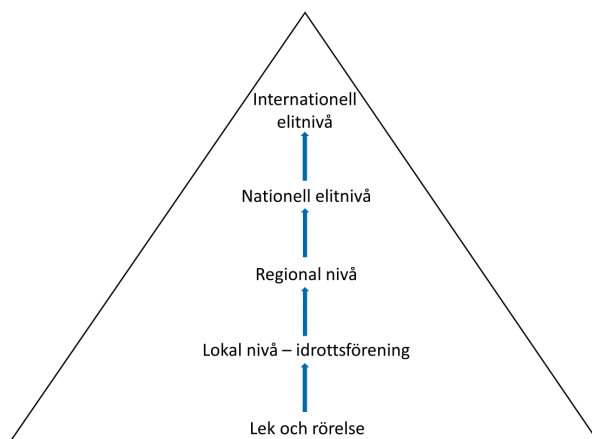 Internationell
elitnivå
Nationell elitnivå
Regional nivå
Lokal nivå – idrottsförening
Lek och rörelse